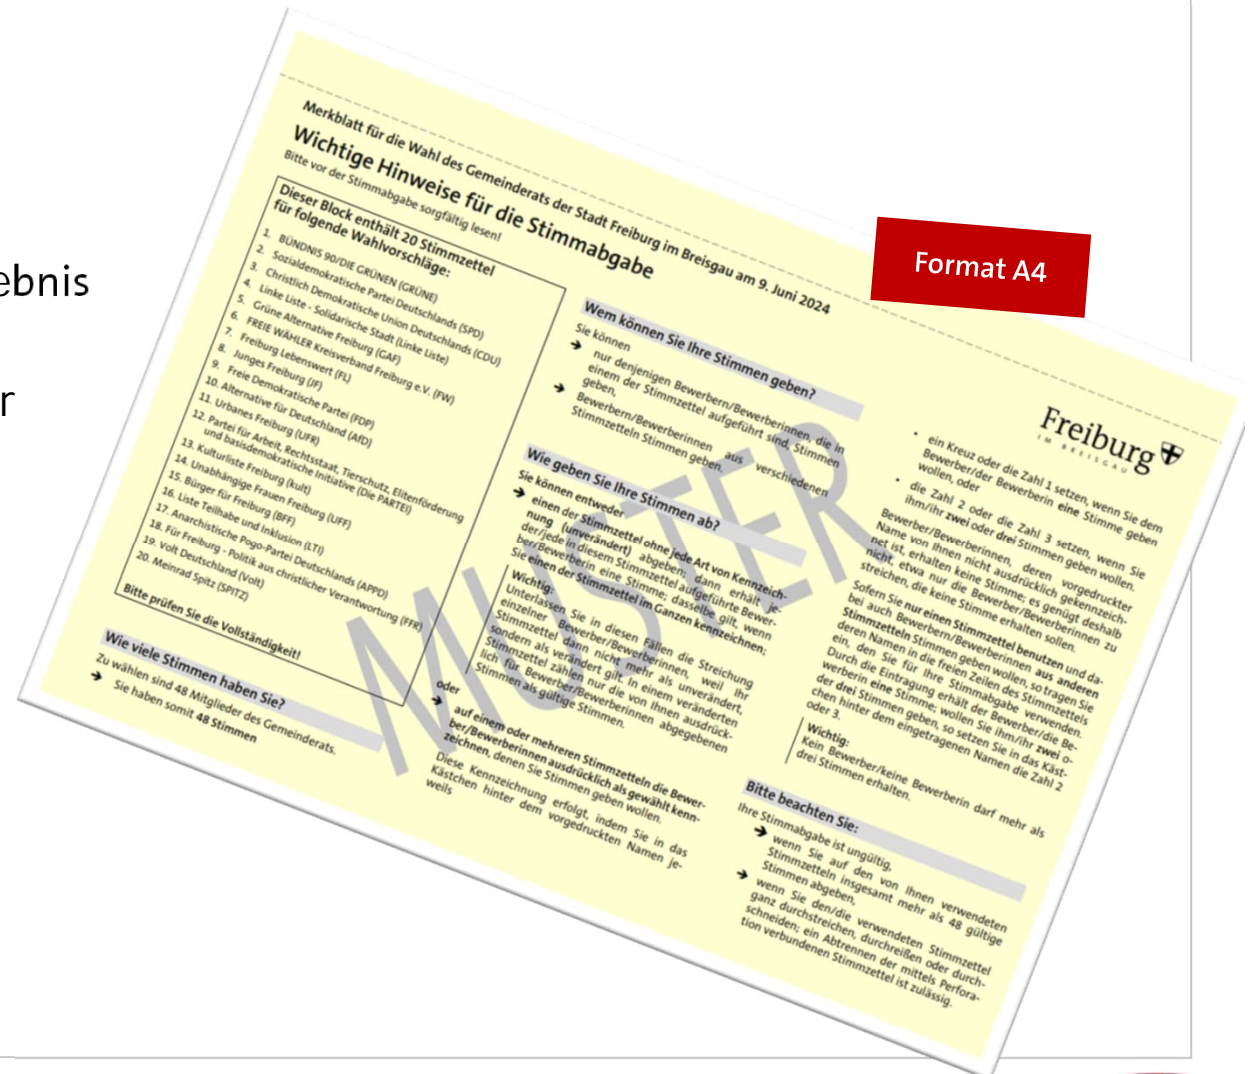 ebnis
r
Format A4
Merkblatt für die Wahl des Gemeinderats der Stadt Freiburg im Breisgau am 9. Juni 2024
Wichtige Hinweise für die Stimmabgabe
Bitte vor der Stimmabgabe sorgfältig lesen!
Freiburg
IM BREISGAU
Dieser Block enthält 20 Stimmzettel
für folgende Wahlvorschläge:
1. BÜNDNIS 90/DIE GRÜNEN (GRÜNE)
2. Sozialdemokratische Partei Deutschlands (SPD)
3. Christlich Demokratische Union Deutschlands (CDU)
4. Linke Liste - Solidarische Stadt (Linke Liste)
5. Grüne Alternative Freiburg (GAF)
6. FREIE WÄHLER Kreisverband Freiburg e.V. (FW)
7. Freiburg Lebenswert (FL)
8. Junges Freiburg (JF)
9. Freie Demokratische Partei (FDP)
10. Alternative für Deutschland (AfD)
11. Urbanes Freiburg (UFR)
12. Partei für Arbeit, Rechtsstaat, Tierschutz, Elitenförderung
und basisdemokratische Initiative (Die PARTEI)
13. Kulturliste Freiburg (kult)
14. Unabhängige Frauen Freiburg (UFF)
15. Bürger für Freiburg (BFF)
16. Liste Teilhabe und Inklusion (LTI)
17. Anarchistische Pogo-Partei Deutschlands (APPD)
18. Für Freiburg - Politik aus christlicher Verantwortung (FFR)
19. Volt Deutschland (Volt)
20. Meinrad Spitz (SPITZ)
Bitte prüfen Sie die Vollständigkeit!
Wie viele Stimmen haben Sie?
Zu wählen sind 48 Mitglieder des Gemeinderats.
➔ Sie haben somit 48 Stimmen
Wem können Sie Ihre Stimmen geben?
Sie können
➔ nur denjenigen Bewerbern/Bewerberinnen, die in
einem der Stimmzettel aufgeführt sind, Stimmen
geben,
➔ Bewerbern/Bewerberinnen aus verschiedenen
Stimmzetteln Stimmen geben.
Wie geben Sie Ihre Stimmen ab?
Sie können entweder
➔ einen der Stimmzettel ohne jede Art von Kennzeich-
nung (unverändert) abgeben; dann erhält je-
der/jede in diesem Stimmzettel aufgeführte Bewer-
ber/Bewerberin eine Stimme; dasselbe gilt, wenn
Sie einen der Stimmzettel im Ganzen kennzeichnen;
Wichtig:
Unterlassen Sie in diesen Fällen die Streichung
einzelner Bewerber/Bewerberinnen, weil Ihr
Stimmzettel dann nicht mehr als unverändert,
sondern als verändert gilt. In einem veränderten
Stimmzettel zählen nur die von Ihnen ausdrück-
lich für Bewerber/Bewerberinnen abgegebenen
Stimmen als gültige Stimmen.
oder
➔ auf einem oder mehreren Stimmzetteln die Bewer-
ber/Bewerberinnen ausdrücklich als gewählt kenn-
zeichnen, denen Sie Stimmen geben wollen.
Diese Kennzeichnung erfolgt, indem Sie in das
Kästchen hinter dem vorgedruckten Namen je-
weils
• ein Kreuz oder die Zahl 1 setzen, wenn Sie dem
Bewerber/der Bewerberin eine Stimme geben
wollen, oder
• die Zahl 2 oder die Zahl 3 setzen, wenn Sie
ihm/ihr zwei oder drei Stimmen geben wollen.
Bewerber/Bewerberinnen, deren vorgedruckter
Name von Ihnen nicht ausdrücklich gekennzeich-
net ist, erhalten keine Stimme; es genügt deshalb
nicht, etwa nur die Bewerber/Bewerberinnen zu
streichen, die keine Stimme erhalten sollen.
Sofern Sie nur einen Stimmzettel benutzen und da-
bei auch Bewerbern/Bewerberinnen aus anderen
Stimmzetteln Stimmen geben wollen, so tragen Sie
deren Namen in die freien Zeilen des Stimmzettels
ein, den Sie für Ihre Stimmabgabe verwenden.
Durch die Eintragung erhält der Bewerber/die Be-
werberin eine Stimme; wollen Sie ihm/ihr zwei o-
der drei Stimmen geben, so setzen Sie in das Käst-
chen hinter dem eingetragenen Namen die Zahl 2
oder 3.
Wichtig:
Kein Bewerber/keine Bewerberin darf mehr als
drei Stimmen erhalten.
Bitte beachten Sie:
Ihre Stimmabgabe ist ungültig,
➔ wenn Sie auf den von Ihnen verwendeten
Stimmzetteln insgesamt mehr als 48 gültige
Stimmen abgeben,
➔ wenn Sie den/die verwendeten Stimmzettel
ganz durchstreichen, durchreißen oder durch-
schneiden; ein Abtrennen der mittels Perfora-
tion verbundenen Stimmzettel ist zulässig.
MUSTER